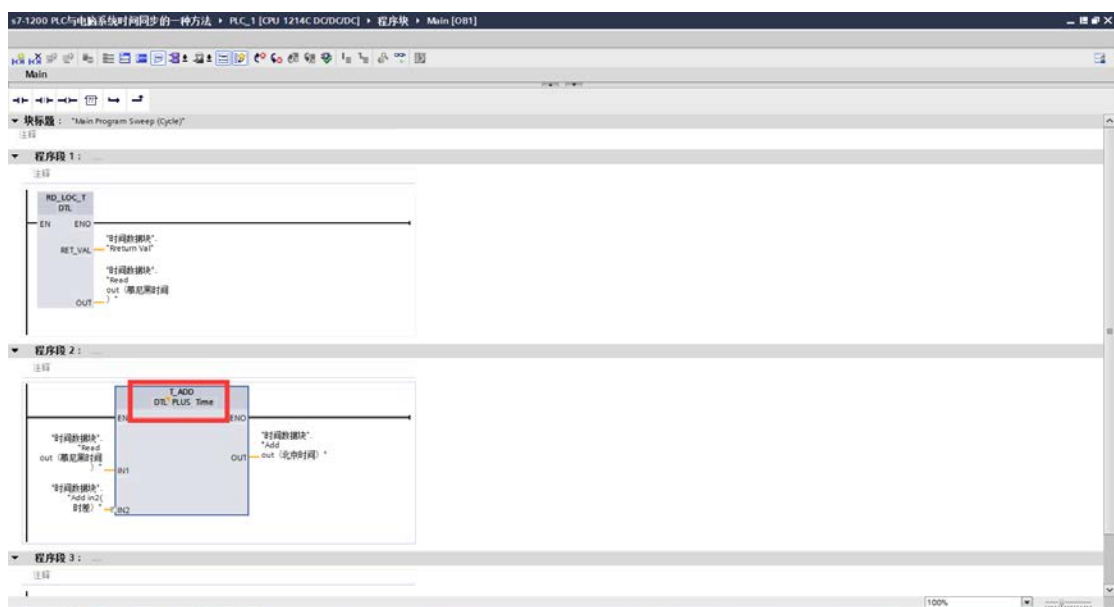 s7-1200 PLC与电脑系统时间同步的一种方法 ▸ PLC_1 [CPU 1214C DC/DC/DC] ▸ 程序块 ▸ Main [OB1]
Main
块标题： "Main Program Sweep (Cycle)"
注释
程序段 1： ....
注释
RD_LOC_T
DTL
EN ENO
"时间数据块".
RET_VAL "Rreturn Val"
"时间数据块".
"Read
out（慕尼黑时间
OUT ）"
程序段 2： ....
注释
T_ADD
DTL PLUS Time
EN ENO
"时间数据块".
"Read
out（慕尼黑时间
）" IN1
"时间数据块".
"Add
OUT out（北京时间）"
"时间数据块".
"Add in2(
时差）" IN2
程序段 3： ....
注释
100%